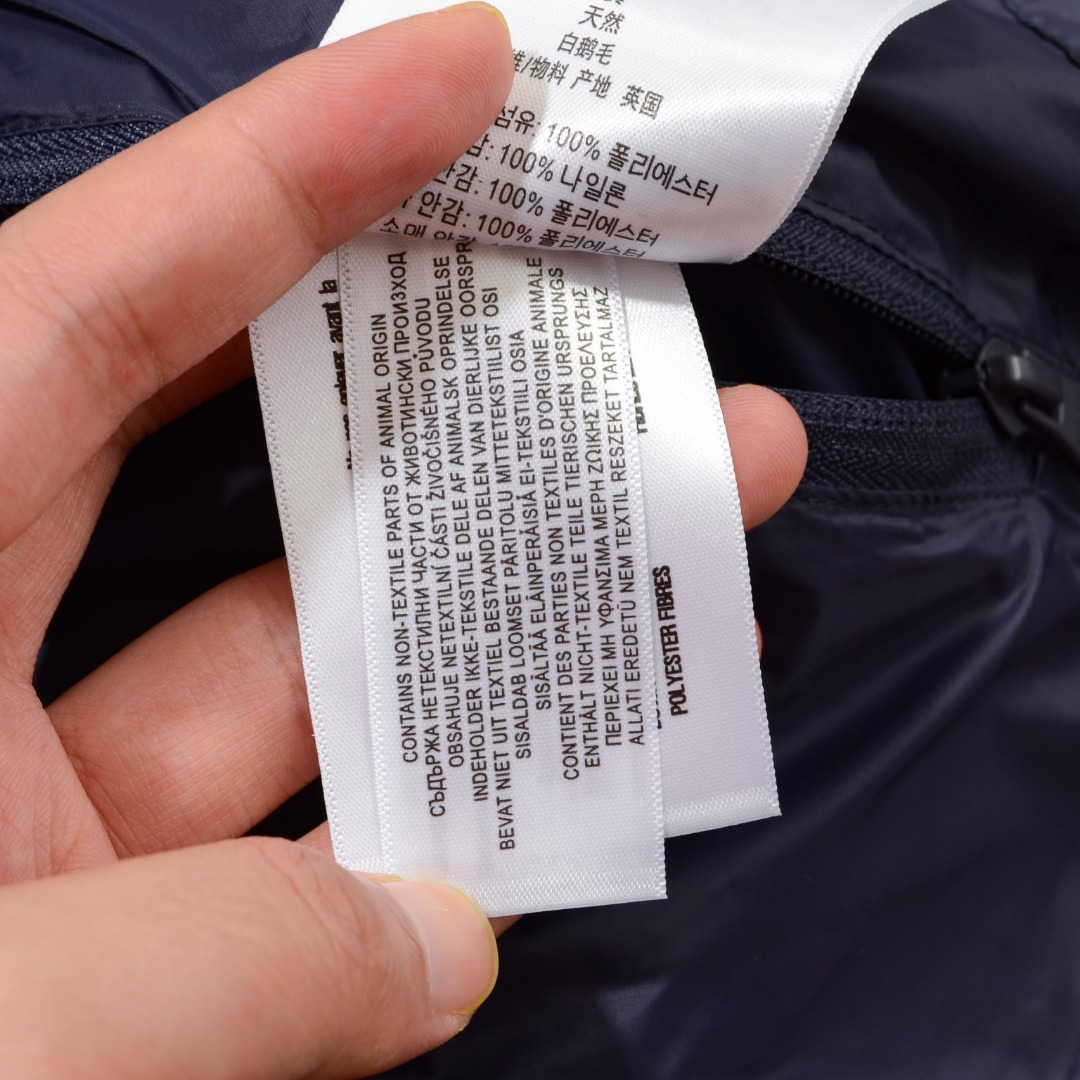 天然
白鹅毛
/物料 产地 英国
섬유: 100% 폴리에스터
감: 100% 나일론
안감: 100% 폴리에스터
안감: 100% 폴리에스터
소매 안감:
CONTAINS NON-TEXTILE PARTS OF ANIMAL ORIGIN
СЪДЪРЖА НЕТЕКСТИЛНИ ЧАСТИ ОТ ЖИВОТИНСКИ ПРОИЗХОД
OBSAHUJE NETEXTILNÍ ČÁSTI ŽIVOČIŠNÉHO PŮVODU
INDEHOLDER IKKE-TEKSTILE DELE AF ANIMALSK OPRINDELSE
BEVAT NIET UIT TEXTIEL BESTAANDE DELEN VAN DIERLIJKE OORSPR
SISALDAB LOOMSET PÄRITOLU MITTETEKSTIILIST OSI
SISÄLTÄÄ ELÄINPERÄISIÄ EI-TEKSTIILI OSIA
CONTIENT DES PARTIES NON TEXTILES D'ORIGINE ANIMALE
ENTHÄLT NICHT-TEXTILE TEILE TIERISCHEN URSPRUNGS
ΠΕΡΙΕΧΕΙ ΜΗ ΥΦΑΝΣΙΜΑ ΜΕΡΗ ΖΩΙΚΗΣ ΠΡΟΕΛΕΥΣΗΣ
ALLATI EREDETŰ NEM TEXTIL RESZEKET TARTALMAZ
POLYESTER FIBRES